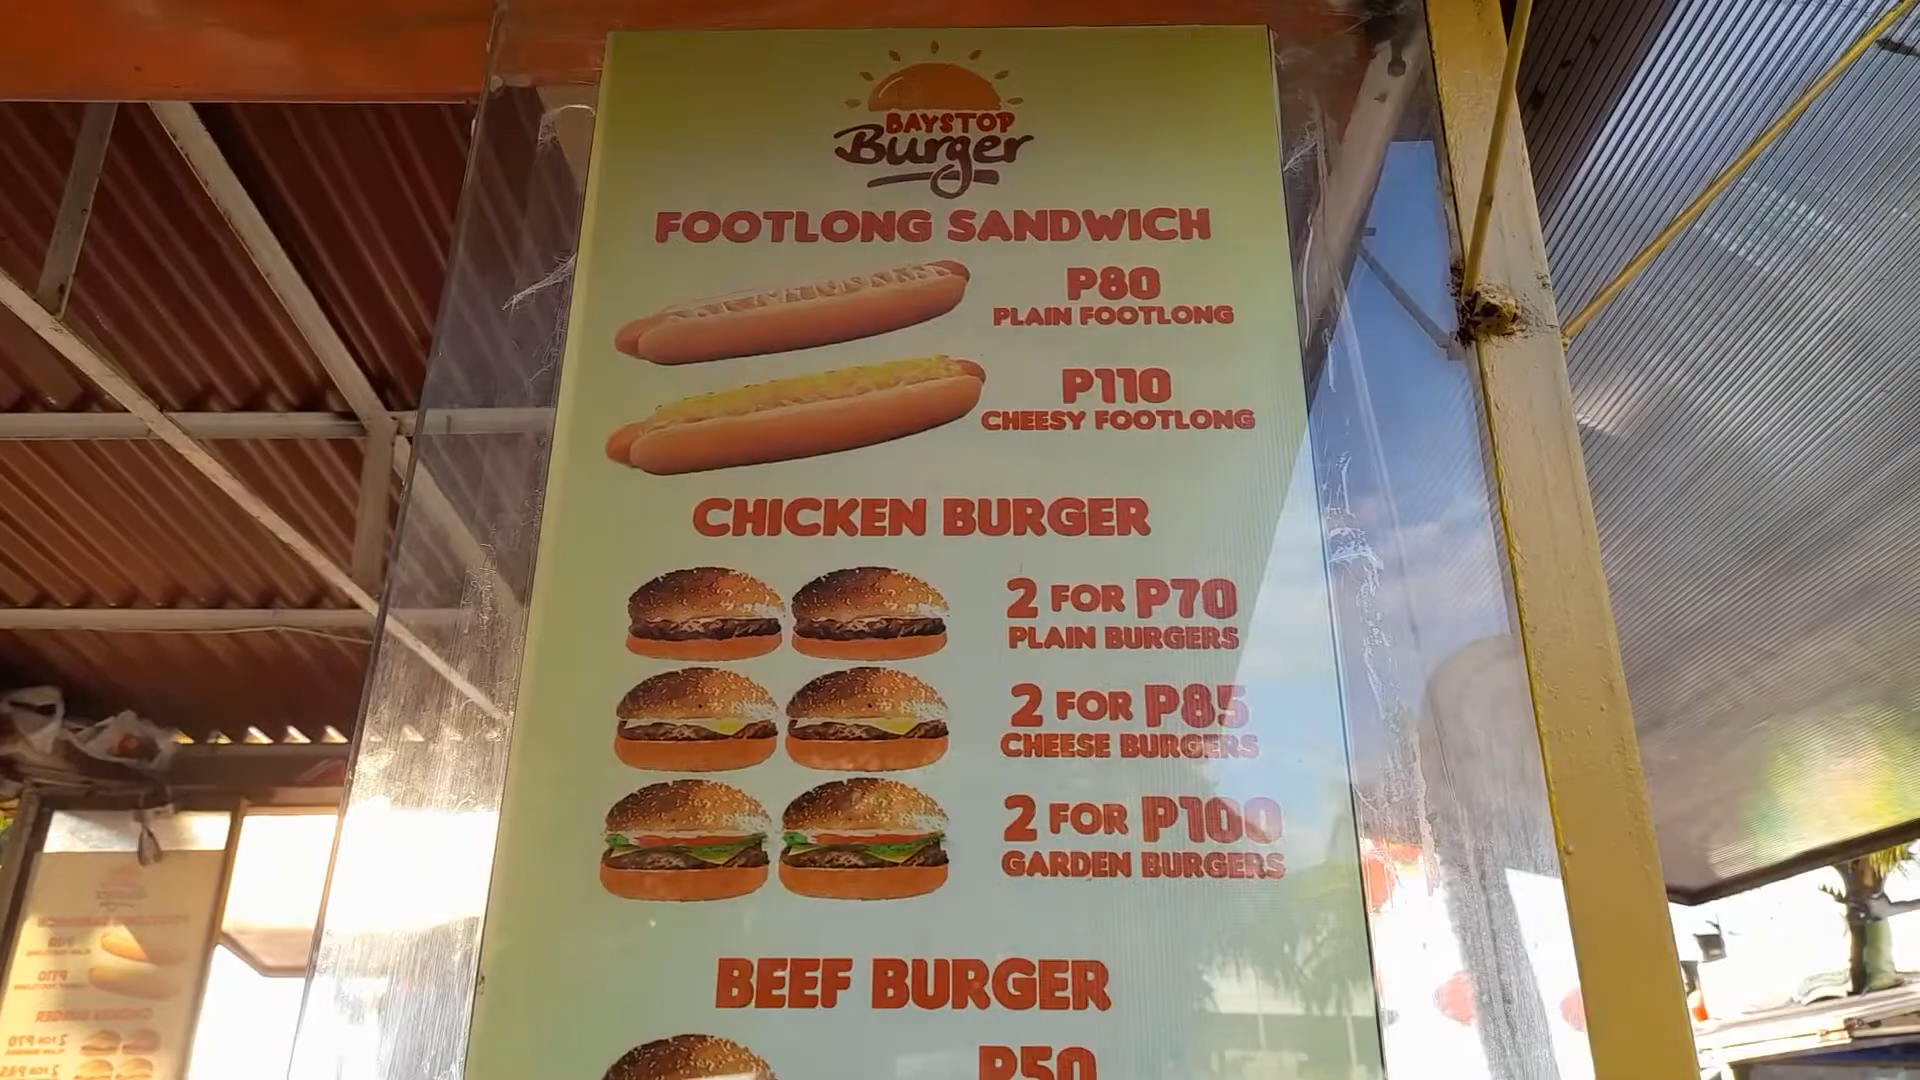 BAYSTOP
Burger
FOOTLONG SANDWICH
P80
PLAIN FOOTLONG
P110
CHEESY FOOTLONG
CHICKEN BURGER
2 FOR P70
PLAIN BURGERS
2 FOR P85
CHEESE BURGERS
2 FOR P100
GARDEN BURGERS
BEEF BURGER
P50